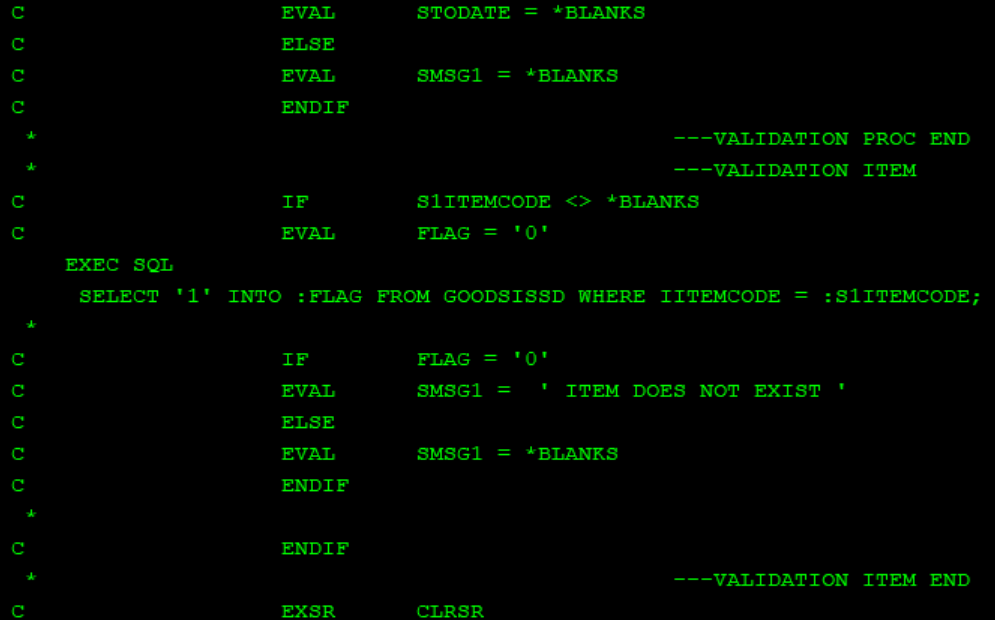 C                   EVAL      STODATE = *BLANKS
C                   ELSE
C                   EVAL      SMSG1 = *BLANKS
C                   ENDIF
 *                                               ---VALIDATION PROC END
 *                                               ---VALIDATION ITEM
C                   IF        S1ITEMCODE <> *BLANKS
C                   EVAL      FLAG = '0'
    EXEC SQL
     SELECT '1' INTO :FLAG FROM GOODSISSD WHERE IITEMCODE = :S1ITEMCODE;
 *
C                   IF        FLAG = '0'
C                   EVAL      SMSG1 =  ' ITEM DOES NOT EXIST '
C                   ELSE
C                   EVAL      SMSG1 = *BLANKS
C                   ENDIF
 *
C                   ENDIF
 *                                               ---VALIDATION ITEM END
C                   EXSR      CLRSR